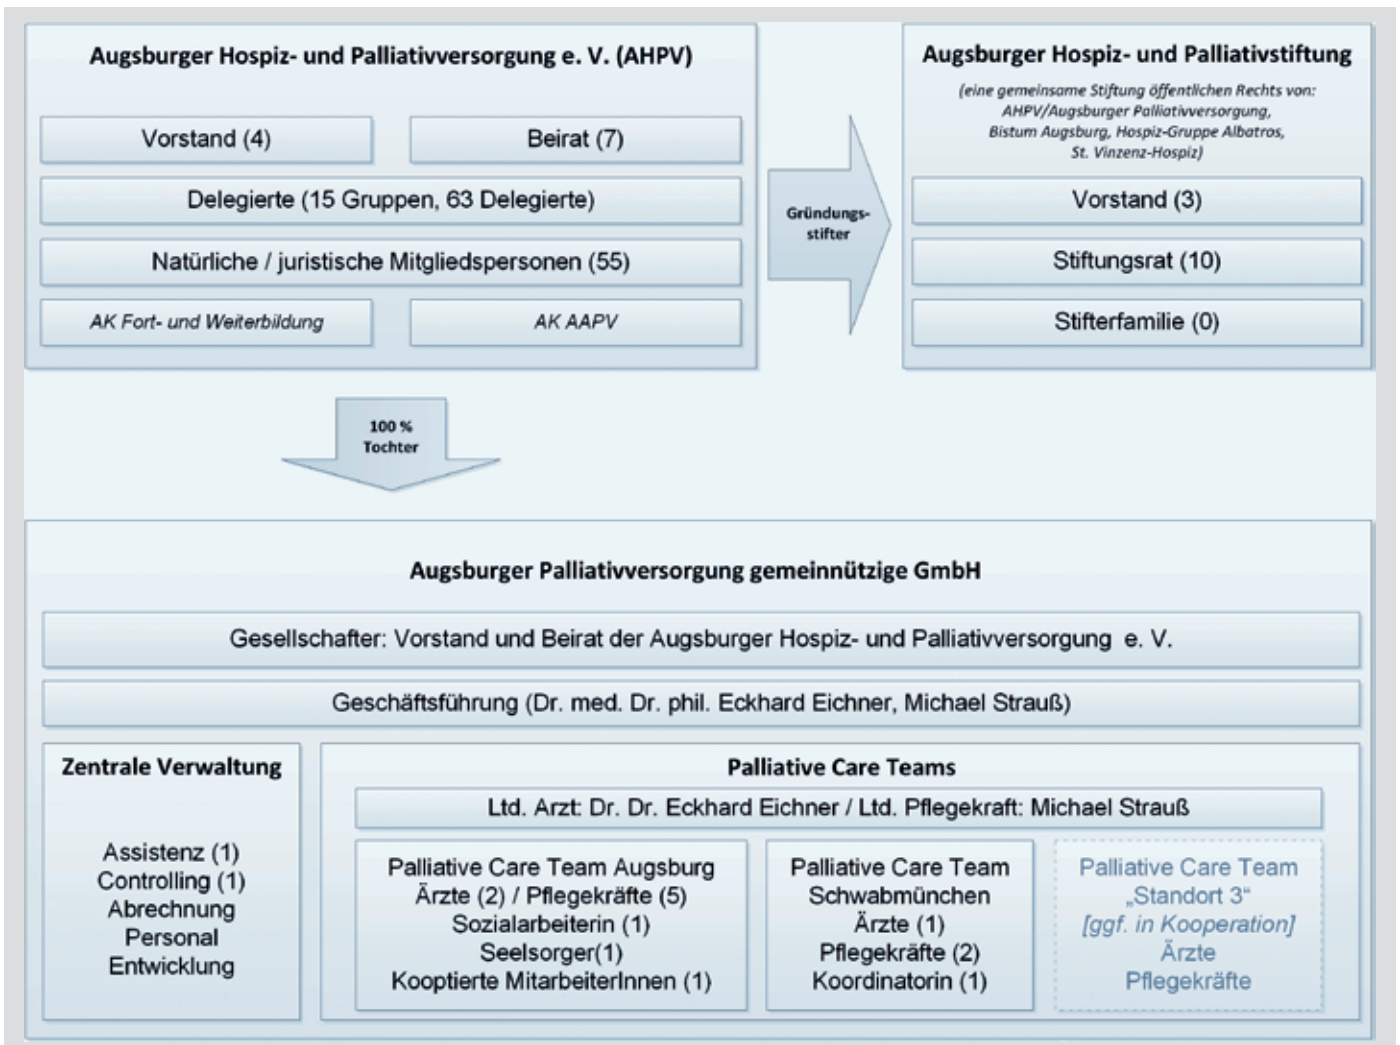 Augsburger Hospiz- und Palliativversorgung e. V. (AHPV)
Vorstand (4)
Beirat (7)
Delegierte (15 Gruppen, 63 Delegierte)
Natürliche / juristische Mitgliedspersonen (55)
AK Fort- und Weiterbildung
AK AAPV
Gründungs-
stifter
Augsburger Hospiz- und Palliativstiftung
(eine gemeinsame Stiftung öffentlichen Rechts von:
AHPV/Augsburger Palliativversorgung,
Bistum Augsburg, Hospiz-Gruppe Albatros,
St. Vinzenz-Hospiz)
Vorstand (3)
Stiftungsrat (10)
Stifterfamilie (0)
100 %
Tochter
Augsburger Palliativversorgung gemeinnützige GmbH
Gesellschafter: Vorstand und Beirat der Augsburger Hospiz- und Palliativversorgung e. V.
Geschäftsführung (Dr. med. Dr. phil. Eckhard Eichner, Michael Strauß)
Zentrale Verwaltung
Assistenz (1)
Controlling (1)
Abrechnung
Personal
Entwicklung
Palliative Care Teams
Ltd. Arzt: Dr. Dr. Eckhard Eichner / Ltd. Pflegekraft: Michael Strauß
Palliative Care Team Augsburg
Ärzte (2) / Pflegekräfte (5)
Sozialarbeiterin (1)
Seelsorger(1)
Kooptierte MitarbeiterInnen (1)
Palliative Care Team
Schwabmünchen
Ärzte (1)
Pflegekräfte (2)
Koordinatorin (1)
Palliative Care Team
„Standort 3“
[ggf. in Kooperation]
Ärzte
Pflegekräfte